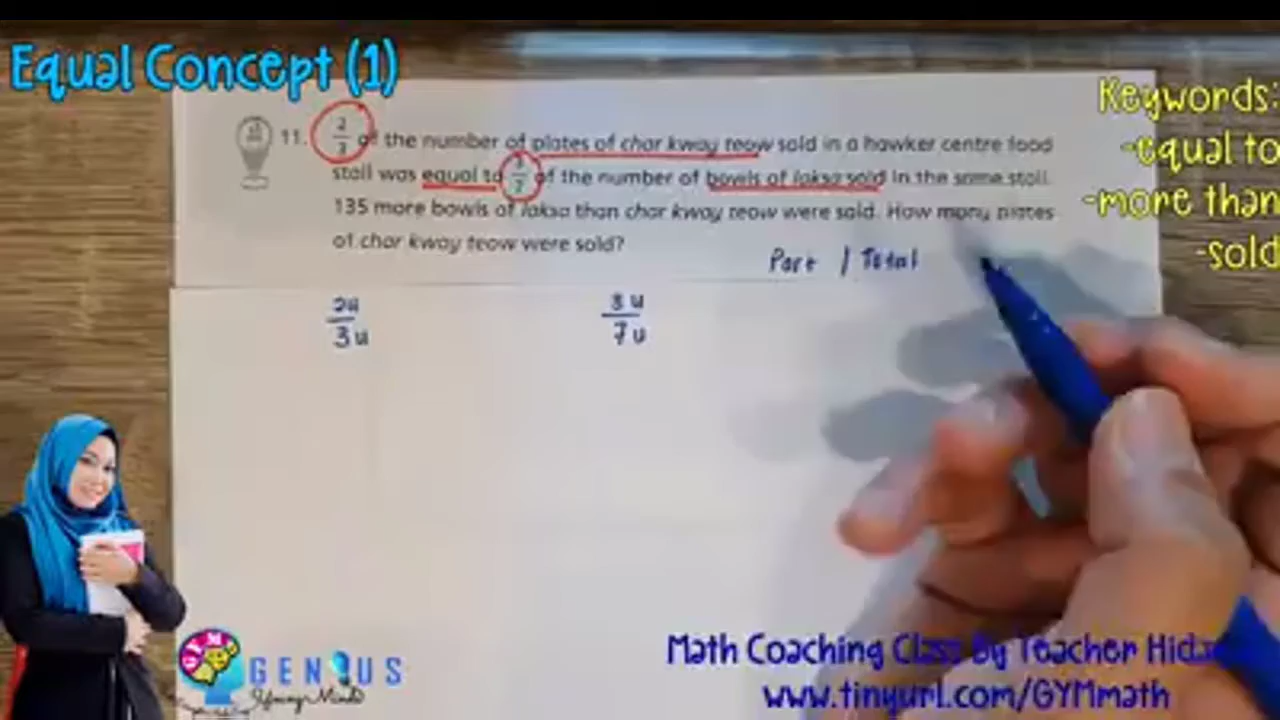 Equal Concept (1)
Keywords:
-equal to
-more than
-sold
11. 2/3 of the number of plates of char kway teow sold in a hawker centre food
stall was equal to 3/7 of the number of bowls of laksa sold in the same stall.
135 more bowls of laksa than char kway teow were sold. How many plates
of char kway teow were sold?
Part / Total
2u
3u
3u
7u
GYM
GENIUS
Young Minds
Math Coaching Class By Teacher
www.tinyurl.com/GYMmath